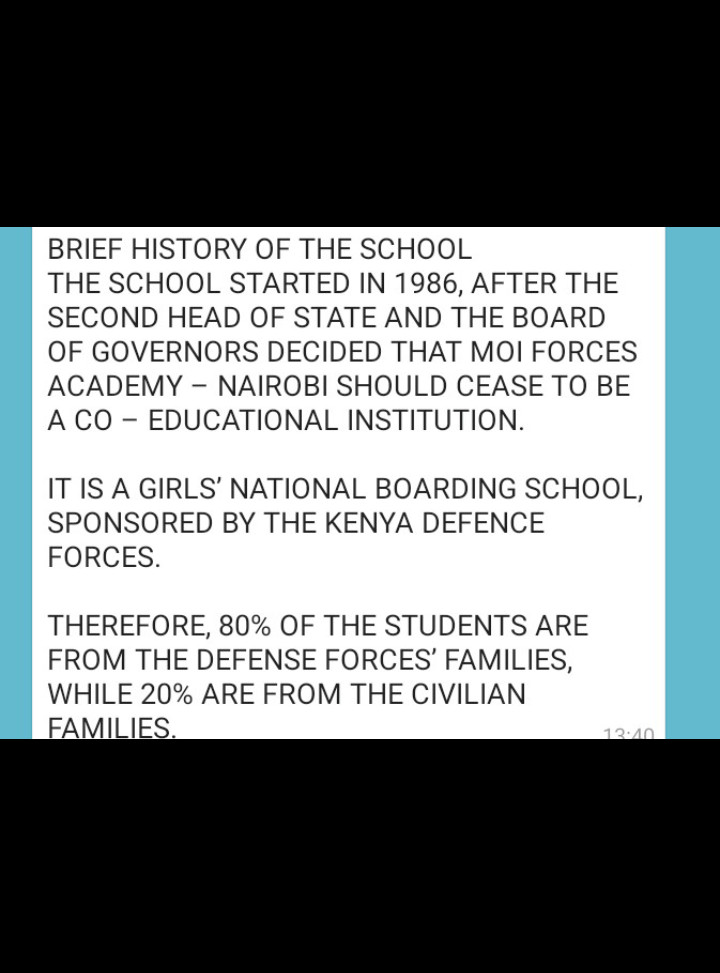 BRIEF HISTORY OF THE SCHOOL
THE SCHOOL STARTED IN 1986, AFTER THE
SECOND HEAD OF STATE AND THE BOARD
OF GOVERNORS DECIDED THAT MOI FORCES
ACADEMY – NAIROBI SHOULD CEASE TO BE
A CO – EDUCATIONAL INSTITUTION.
IT IS A GIRLS’ NATIONAL BOARDING SCHOOL,
SPONSORED BY THE KENYA DEFENCE
FORCES.
THEREFORE, 80% OF THE STUDENTS ARE
FROM THE DEFENSE FORCES’ FAMILIES,
WHILE 20% ARE FROM THE CIVILIAN
FAMILIES.
13:40